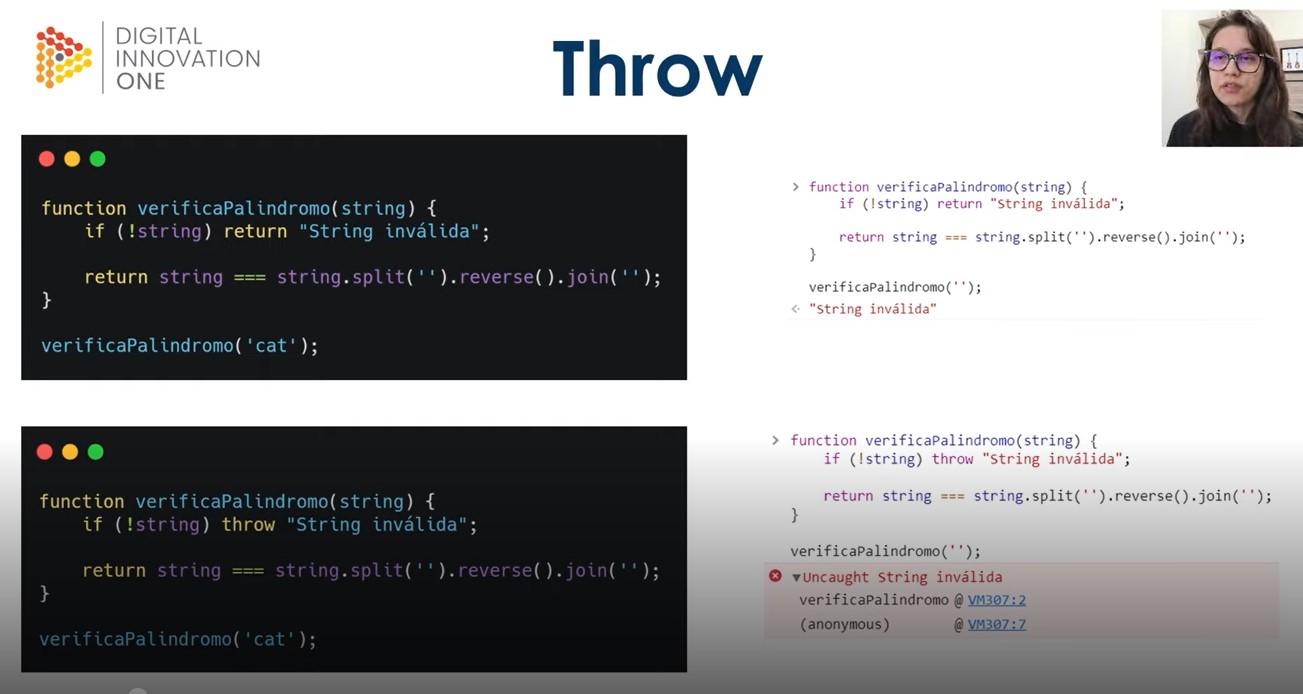 DIGITAL
INNOVATION
ONE
Throw
function verificaPalindromo(string) {
    if (!string) return "String inválida";
    return string === string.split('').reverse().join('');
}
verificaPalindromo('cat');
> function verificaPalindromo(string) {
    if (!string) return "String inválida";
    return string === string.split('').reverse().join('');
}
verificaPalindromo('');
"String inválida"
function verificaPalindromo(string) {
    if (!string) throw "String inválida";
    return string === string.split('').reverse().join('');
}
verificaPalindromo('cat');
> function verificaPalindromo(string) {
    if (!string) throw "String inválida";
    return string === string.split('').reverse().join('');
}
verificaPalindromo('');
▼Uncaught String inválida
verificaPalindromo @ VM307:2
(anonymous) @ VM307:7